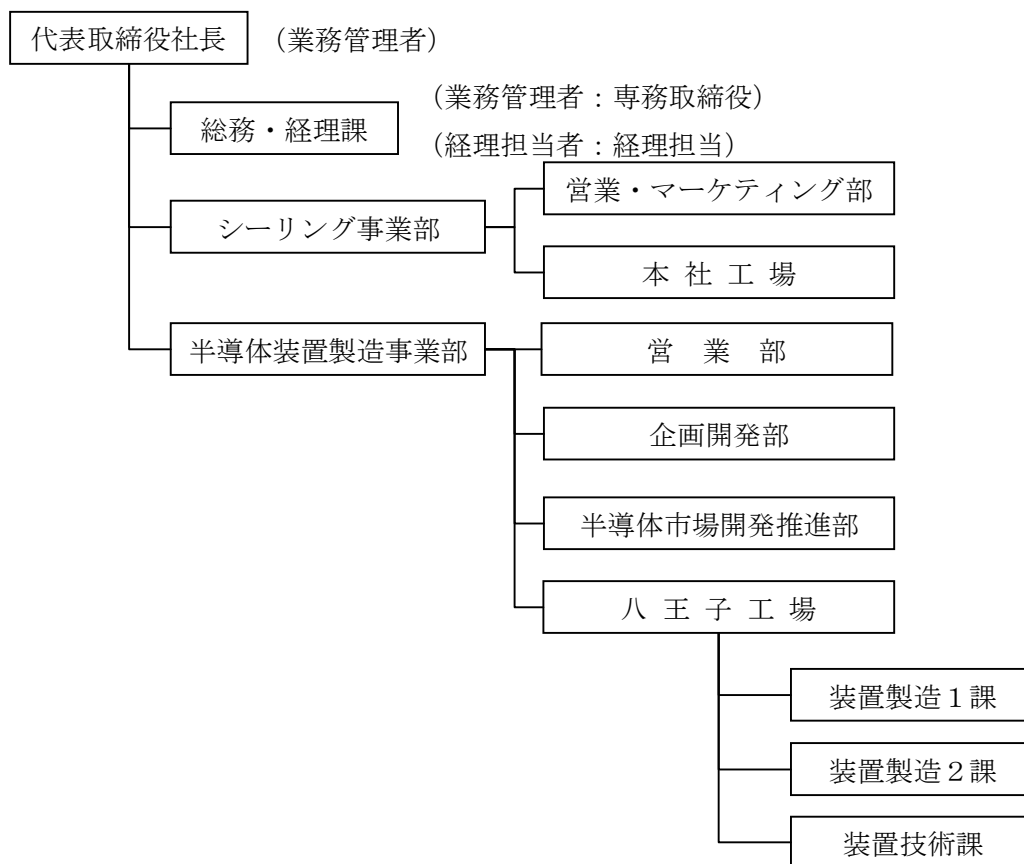 代表取締役社長 （業務管理者）
（業務管理者：専務取締役）
総務・経理課
（経理担当者：経理担当）
営業・マーケティング部
シーリング事業部
本 社 工 場
半導体装置製造事業部
営 業 部
企画開発部
半導体市場開発推進部
八 王 子 工 場
装置製造１課
装置製造２課
装置技術課